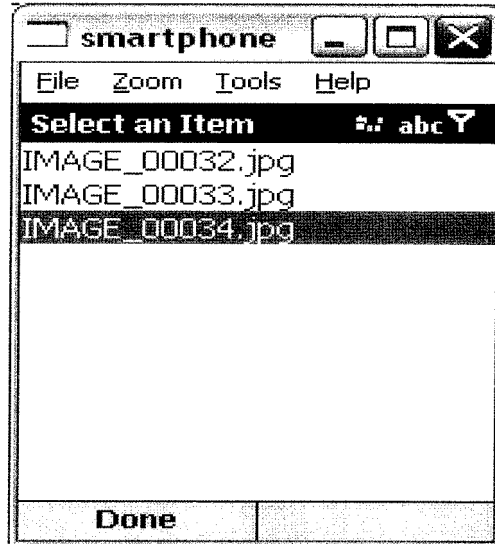 smartphone
File Zoom Tools Help
Select an Item abc
IMAGE_00032.jpg
IMAGE_00033.jpg
IMAGE_00034.jpg
Done